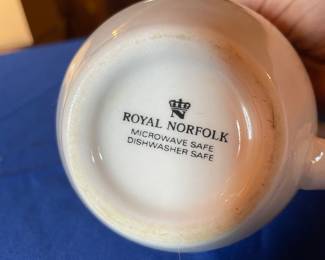 N
ROYAL NORFOLK
MICROWAVE SAFE
DISHWASHER SAFE